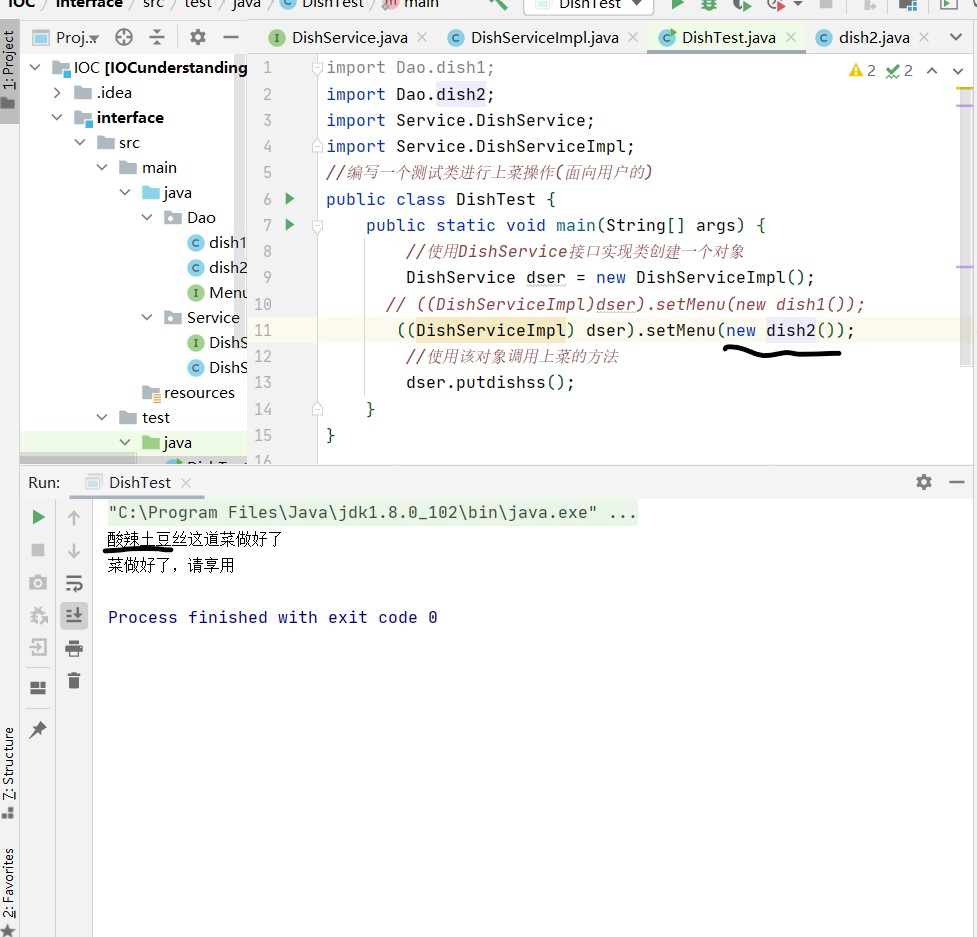 IOC / interface / src / test / java / DishTest / main DishTest
Proj...
DishService.java DishServiceImpl.java DishTest.java dish2.java
1: Project
IOC [IOCunderstanding
.idea
interface
src
main
java
Dao
dish1
dish2
Menu
Service
DishS
DishS
resources
test
java
2 2
1 import Dao.dish1;
2 import Dao.dish2;
3 import Service.DishService;
4 import Service.DishServiceImpl;
5 //编写一个测试类进行上菜操作(面向用户的)
6 public class DishTest {
7 public static void main(String[] args) {
8 //使用DishService接口实现类创建一个对象
9 DishService dser = new DishServiceImpl();
10 // ((DishServiceImpl)dser).setMenu(new dish1());
11 ((DishServiceImpl) dser).setMenu(new dish2());
12 //使用该对象调用上菜的方法
13 dser.putdishss();
14 }
15 }
16
Run: DishTest
"C:\Program Files\Java\jdk1.8.0_102\bin\java.exe" ...
酸辣土豆丝这道菜做好了
菜做好了，请享用
Process finished with exit code 0
7: Structure
2: Favorites